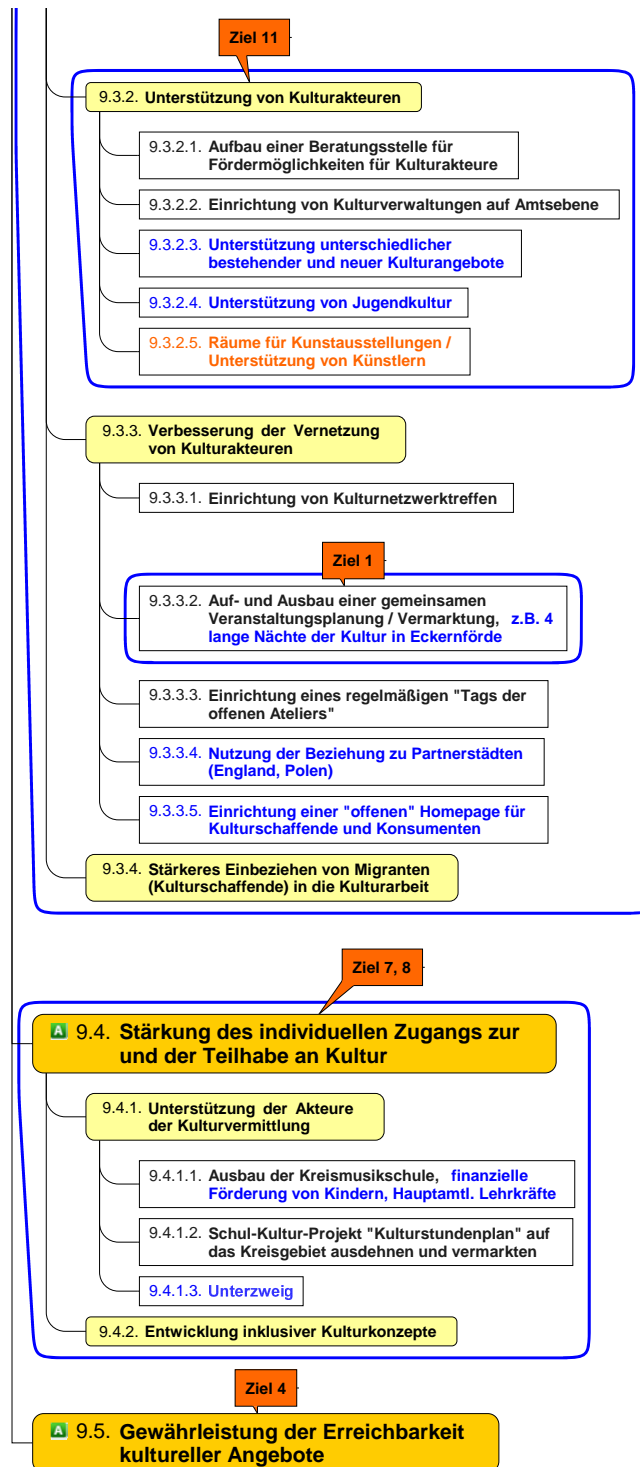 Ziel 11
9.3.2. Unterstützung von Kulturakteuren
9.3.2.1. Aufbau einer Beratungsstelle für
Fördermöglichkeiten für Kulturakteure
9.3.2.2. Einrichtung von Kulturverwaltungen auf Amtsebene
9.3.2.3. Unterstützung unterschiedlicher
bestehender und neuer Kulturangebote
9.3.2.4. Unterstützung von Jugendkultur
9.3.2.5. Räume für Kunstausstellungen /
Unterstützung von Künstlern
9.3.3. Verbesserung der Vernetzung
von Kulturakteuren
9.3.3.1. Einrichtung von Kulturnetzwerktreffen
Ziel 1
9.3.3.2. Auf- und Ausbau einer gemeinsamen
Veranstaltungsplanung / Vermarktung, z.B. 4
lange Nächte der Kultur in Eckernförde
9.3.3.3. Einrichtung eines regelmäßigen "Tags der
offenen Ateliers"
9.3.3.4. Nutzung der Beziehung zu Partnerstädten
(England, Polen)
9.3.3.5. Einrichtung einer "offenen" Homepage für
Kulturschaffende und Konsumenten
9.3.4. Stärkeres Einbeziehen von Migranten
(Kulturschaffende) in die Kulturarbeit
Ziel 7, 8
A 9.4. Stärkung des individuellen Zugangs zur
und der Teilhabe an Kultur
9.4.1. Unterstützung der Akteure
der Kulturvermittlung
9.4.1.1. Ausbau der Kreismusikschule, finanzielle
Förderung von Kindern, Hauptamtl. Lehrkräfte
9.4.1.2. Schul-Kultur-Projekt "Kulturstundenplan" auf
das Kreisgebiet ausdehnen und vermarkten
9.4.1.3. Unterzweig
9.4.2. Entwicklung inklusiver Kulturkonzepte
Ziel 4
A 9.5. Gewährleistung der Erreichbarkeit
kultureller Angebote